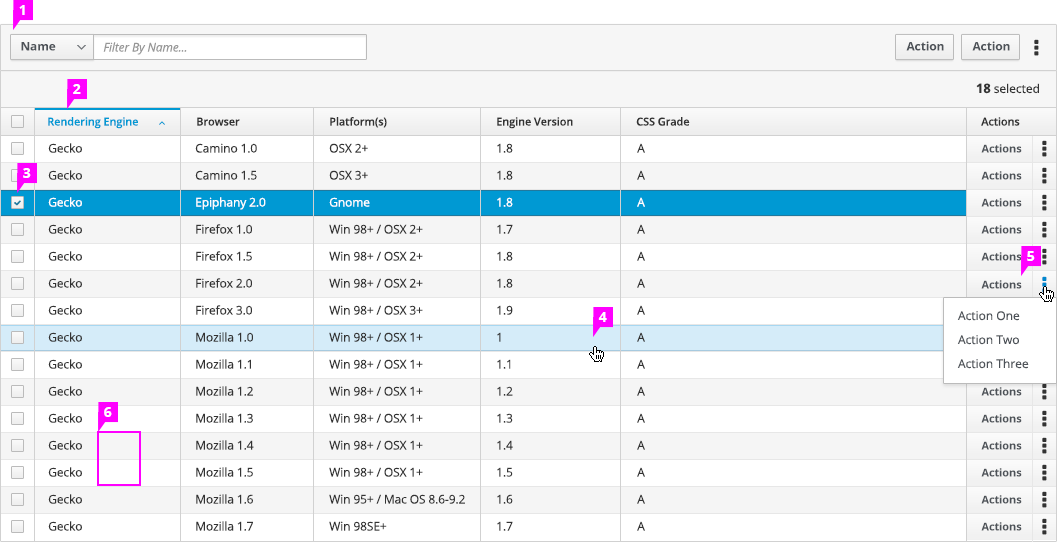 1
Name Filter By Name... Action Action
18 selected
2
Rendering Engine Browser Platform(s) Engine Version CSS Grade Actions
Gecko Camino 1.0 OSX 2+ 1.8 A Actions
3
Gecko Camino 1.5 OSX 3+ 1.8 A Actions
Gecko Epiphany 2.0 Gnome 1.8 A Actions
Gecko Firefox 1.0 Win 98+ / OSX 2+ 1.7 A Actions
Gecko Firefox 1.5 Win 98+ / OSX 2+ 1.8 A Actions
5
Gecko Firefox 2.0 Win 98+ / OSX 2+ 1.8 A Actions
Gecko Firefox 3.0 Win 98+ / OSX 3+ 1.9 A
Action One
4
Gecko Mozilla 1.0 Win 98+ / OSX 1+ 1 A
Action Two
Gecko Mozilla 1.1 Win 98+ / OSX 1+ 1.1 A
Action Three
Gecko Mozilla 1.2 Win 98+ / OSX 1+ 1.2 A Actions
6
Gecko Mozilla 1.3 Win 98+ / OSX 1+ 1.3 A Actions
Gecko Mozilla 1.4 Win 98+ / OSX 1+ 1.4 A Actions
Gecko Mozilla 1.5 Win 98+ / OSX 1+ 1.5 A Actions
Gecko Mozilla 1.6 Win 95+ / Mac OS 8.6-9.2 1.6 A Actions
Gecko Mozilla 1.7 Win 98SE+ 1.7 A Actions